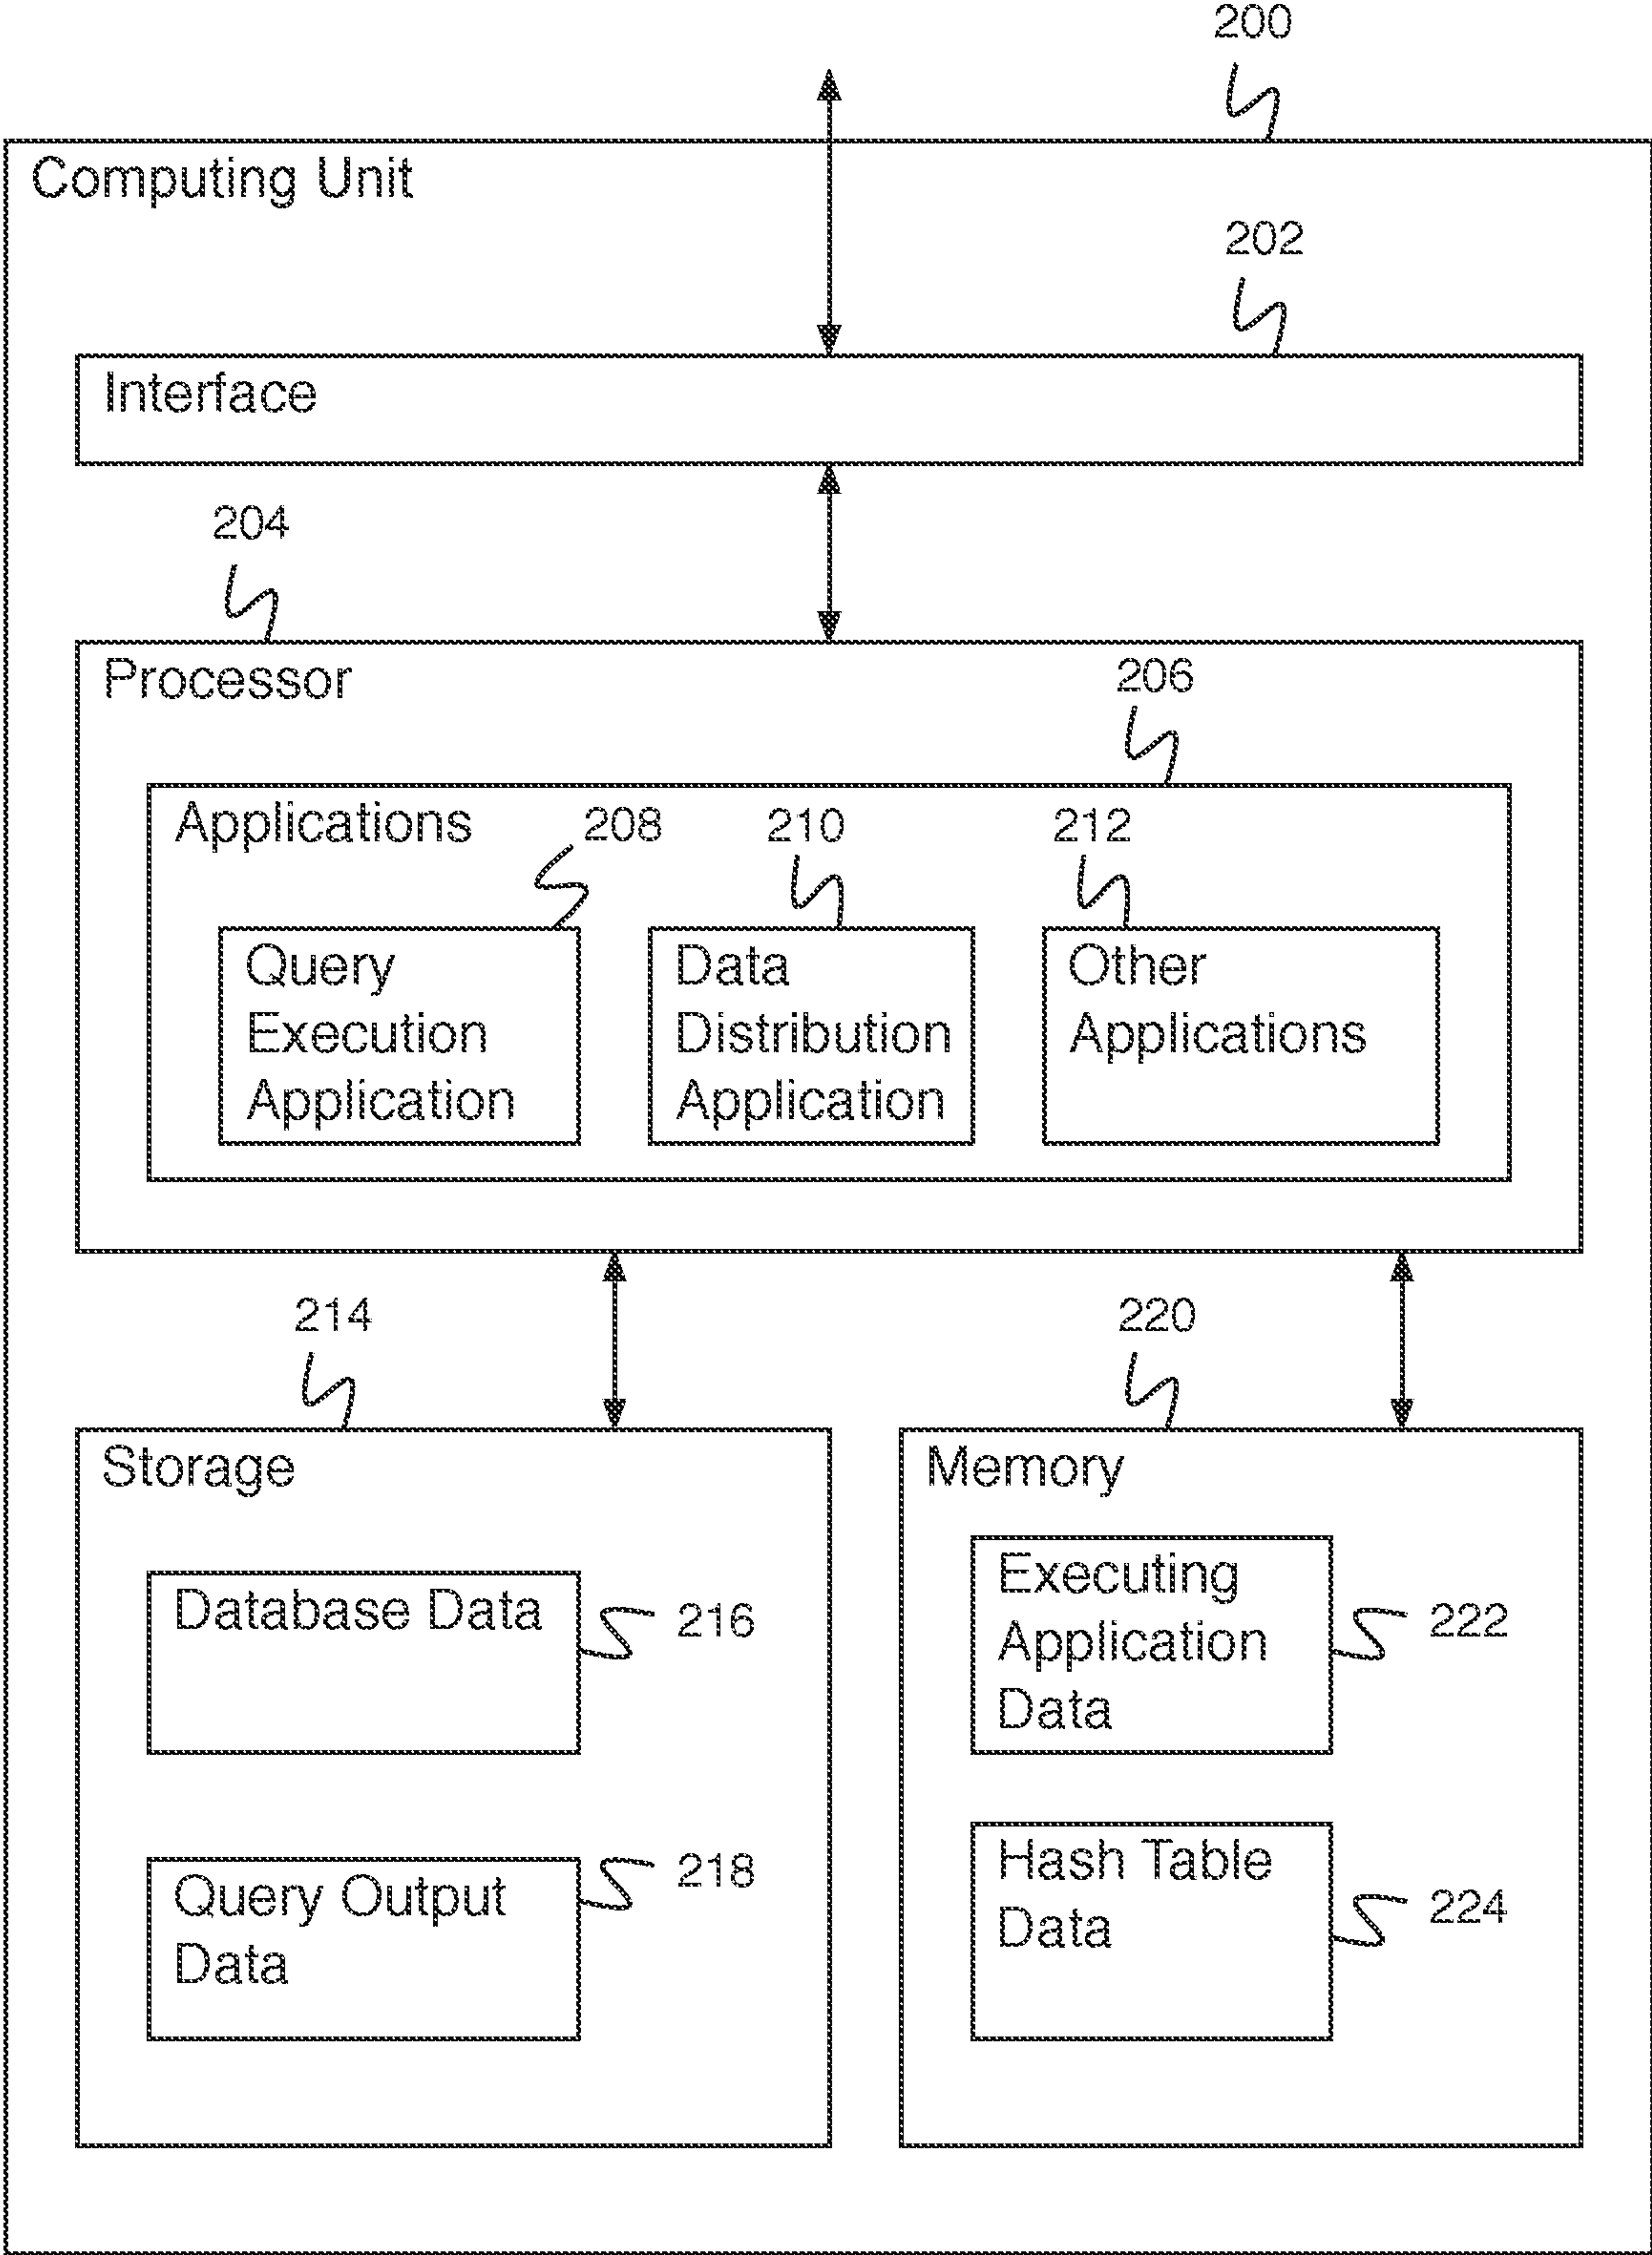 200
Computing Unit
202
Interface
204
Processor
206
Applications
208
210
212
Query
Execution
Application
Data
Distribution
Application
Other
Applications
214
220
Storage
Database Data
216
Query Output
Data
218
Memory
Executing
Application
Data
222
Hash Table
Data
224